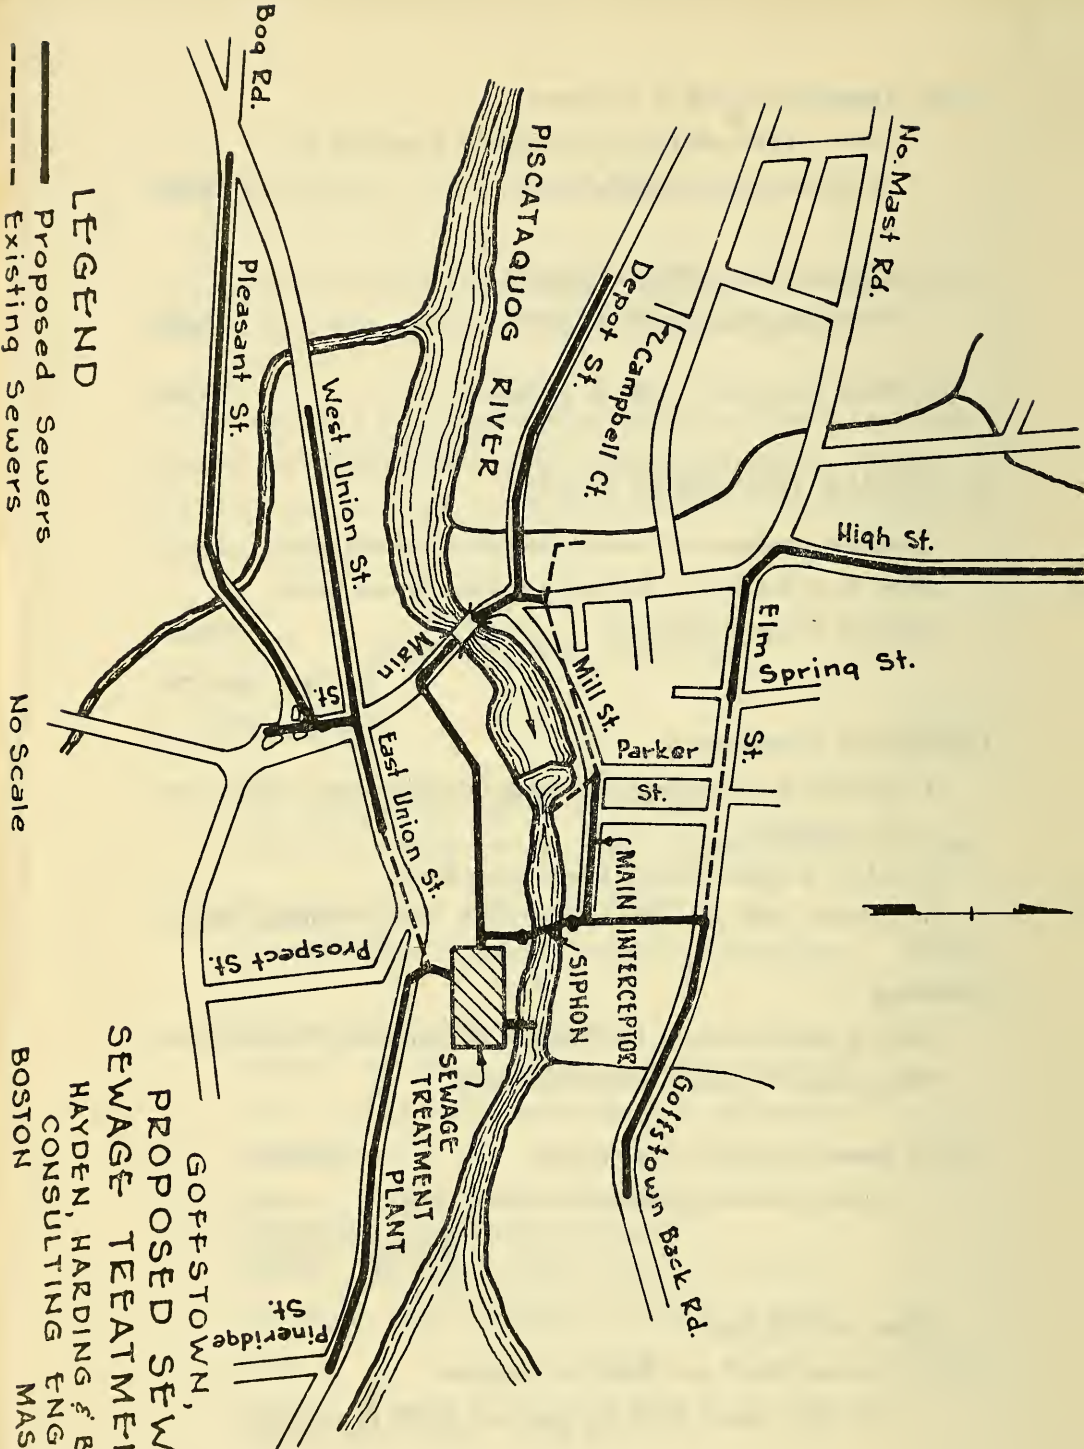 Bog Rd.
PISCATAQUOG RIVER
No. Mast Rd.
Depot St.
Campbell Ct.
High St.
Elm St.
Spring St.
Pleasant St.
West Union St.
Main St.
Mill St.
Parker St.
East Union St.
MAIN INTERCEPTOR
SIPHON
Prospect St.
SEWAGE
TREATMENT
PLANT
Goffstown Back Rd.
Pineridge
St.
LEGEND
Proposed Sewers
Existing Sewers
No Scale
GOFFSTOWN,
PROPOSED SEW
SEWAGE TREATME
HAYDEN, HARDING &
CONSULTING ENG
BOSTON MAS